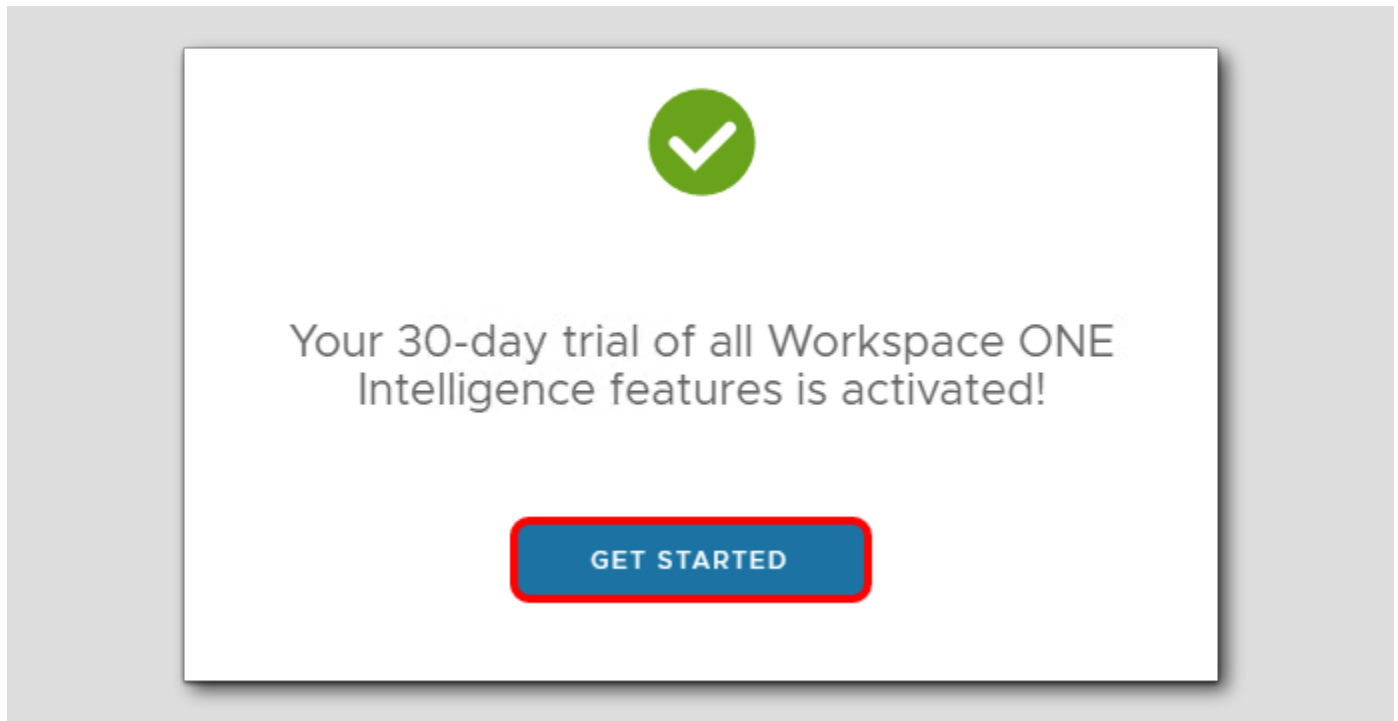 Your 30-day trial of all Workspace ONE
Intelligence features is activated!
GET STARTED